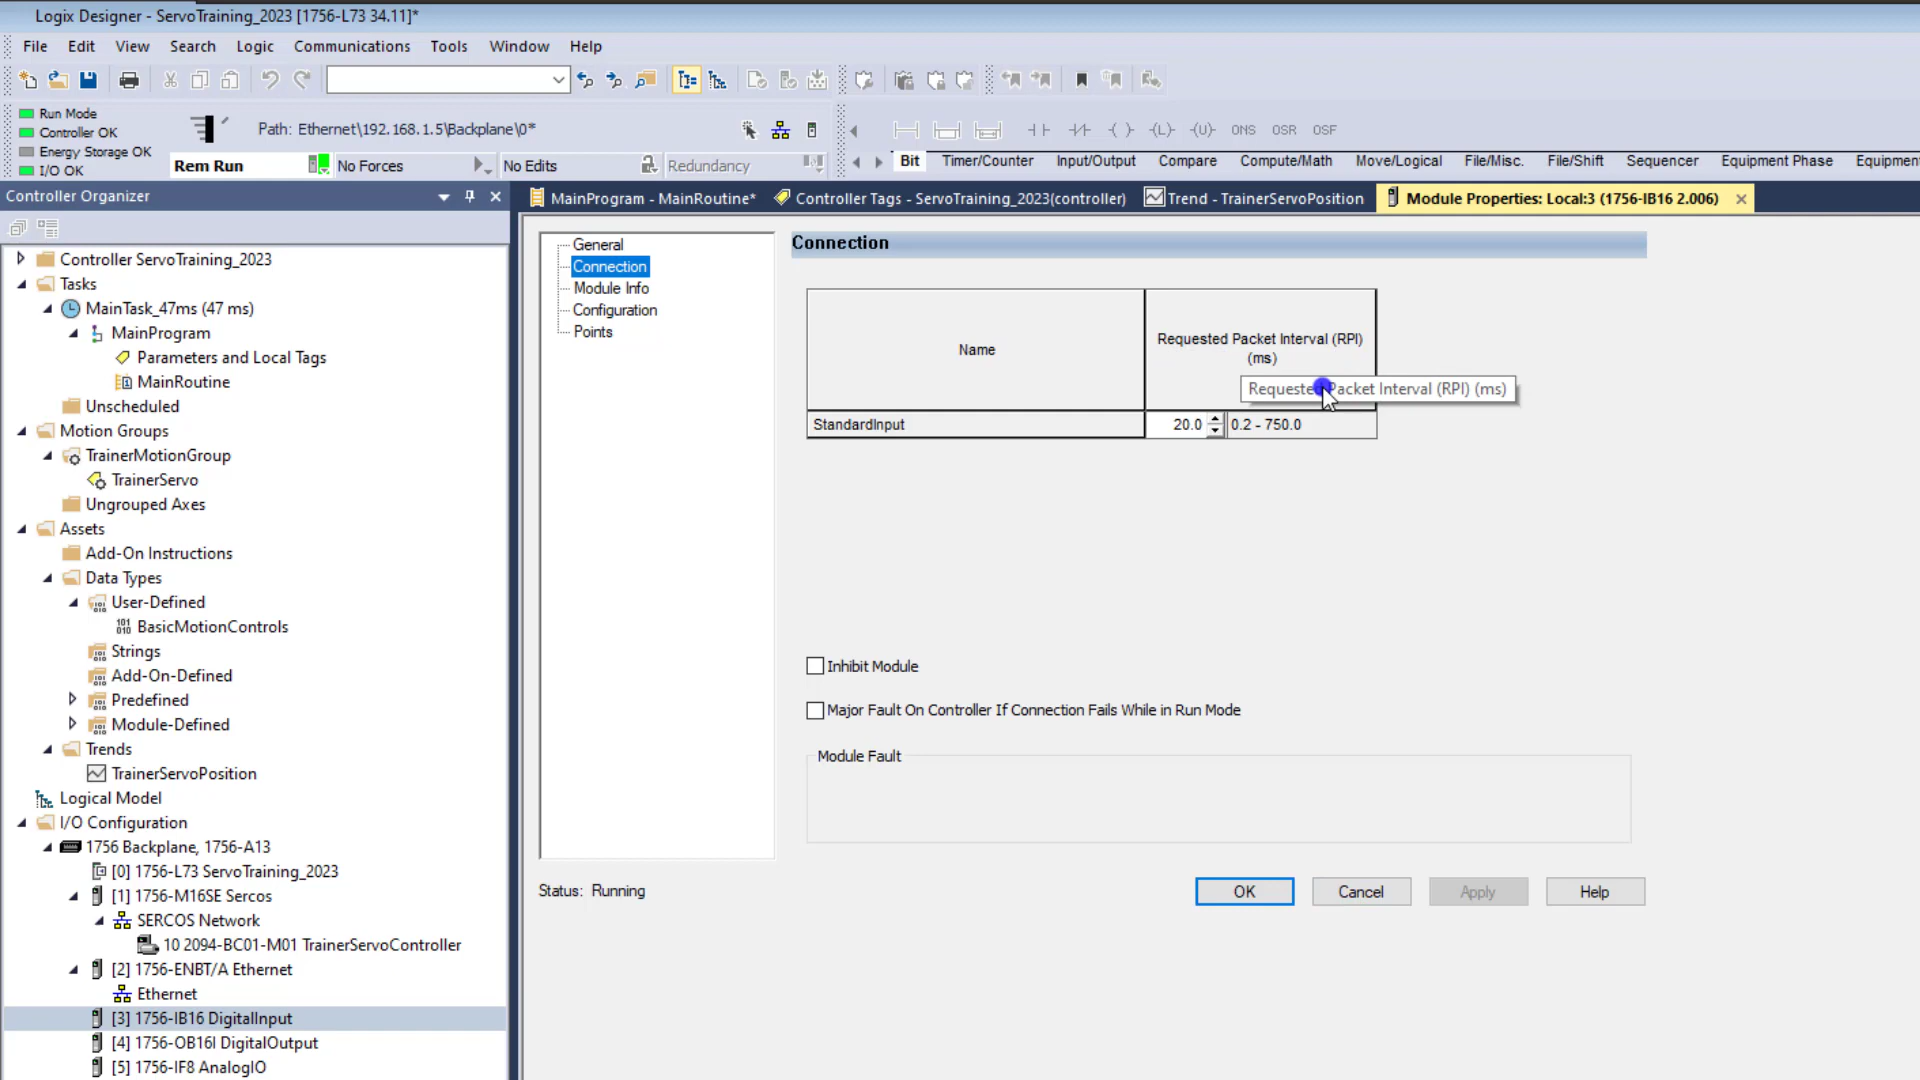 Logix Designer - ServoTraining_2023 [1756-L73 34.11]*
File Edit View Search Logic Communications Tools Window Help
Run Mode
Controller OK
Energy Storage OK
I/O OK
Path: Ethernet\192.168.1.5\Backplane\0*
Rem Run No Forces No Edits Redundancy
(L) (U) ONS OSR OSF
Bit Timer/Counter Input/Output Compare Compute/Math Move/Logical File/Misc. File/Shift Sequencer Equipment Phase Equipmen
Controller Organizer
MainProgram - MainRoutine* Controller Tags - ServoTraining_2023(controller) Trend - TrainerServoPosition Module Properties: Local:3 (1756-IB16 2.006)
Controller ServoTraining_2023
Tasks
MainTask_47ms (47 ms)
MainProgram
Parameters and Local Tags
MainRoutine
Unscheduled
Motion Groups
TrainerMotionGroup
TrainerServo
Ungrouped Axes
Assets
Add-On Instructions
Data Types
User-Defined
BasicMotionControls
Strings
Add-On-Defined
Predefined
Module-Defined
Trends
TrainerServoPosition
Logical Model
I/O Configuration
1756 Backplane, 1756-A13
[0] 1756-L73 ServoTraining_2023
[1] 1756-M16SE Sercos
SERCOS Network
10 2094-BC01-M01 TrainerServoController
[2] 1756-ENBT/A Ethernet
Ethernet
[3] 1756-IB16 DigitalInput
[4] 1756-OB16I DigitalOutput
[5] 1756-IF8 AnalogIO
General
Connection
Module Info
Configuration
Points
Connection
Name
Requested Packet Interval (RPI)
(ms)
Requested Packet Interval (RPI) (ms)
StandardInput 20.0 0.2 - 750.0
Inhibit Module
Major Fault On Controller If Connection Fails While in Run Mode
Module Fault
Status: Running
OK Cancel Apply Help